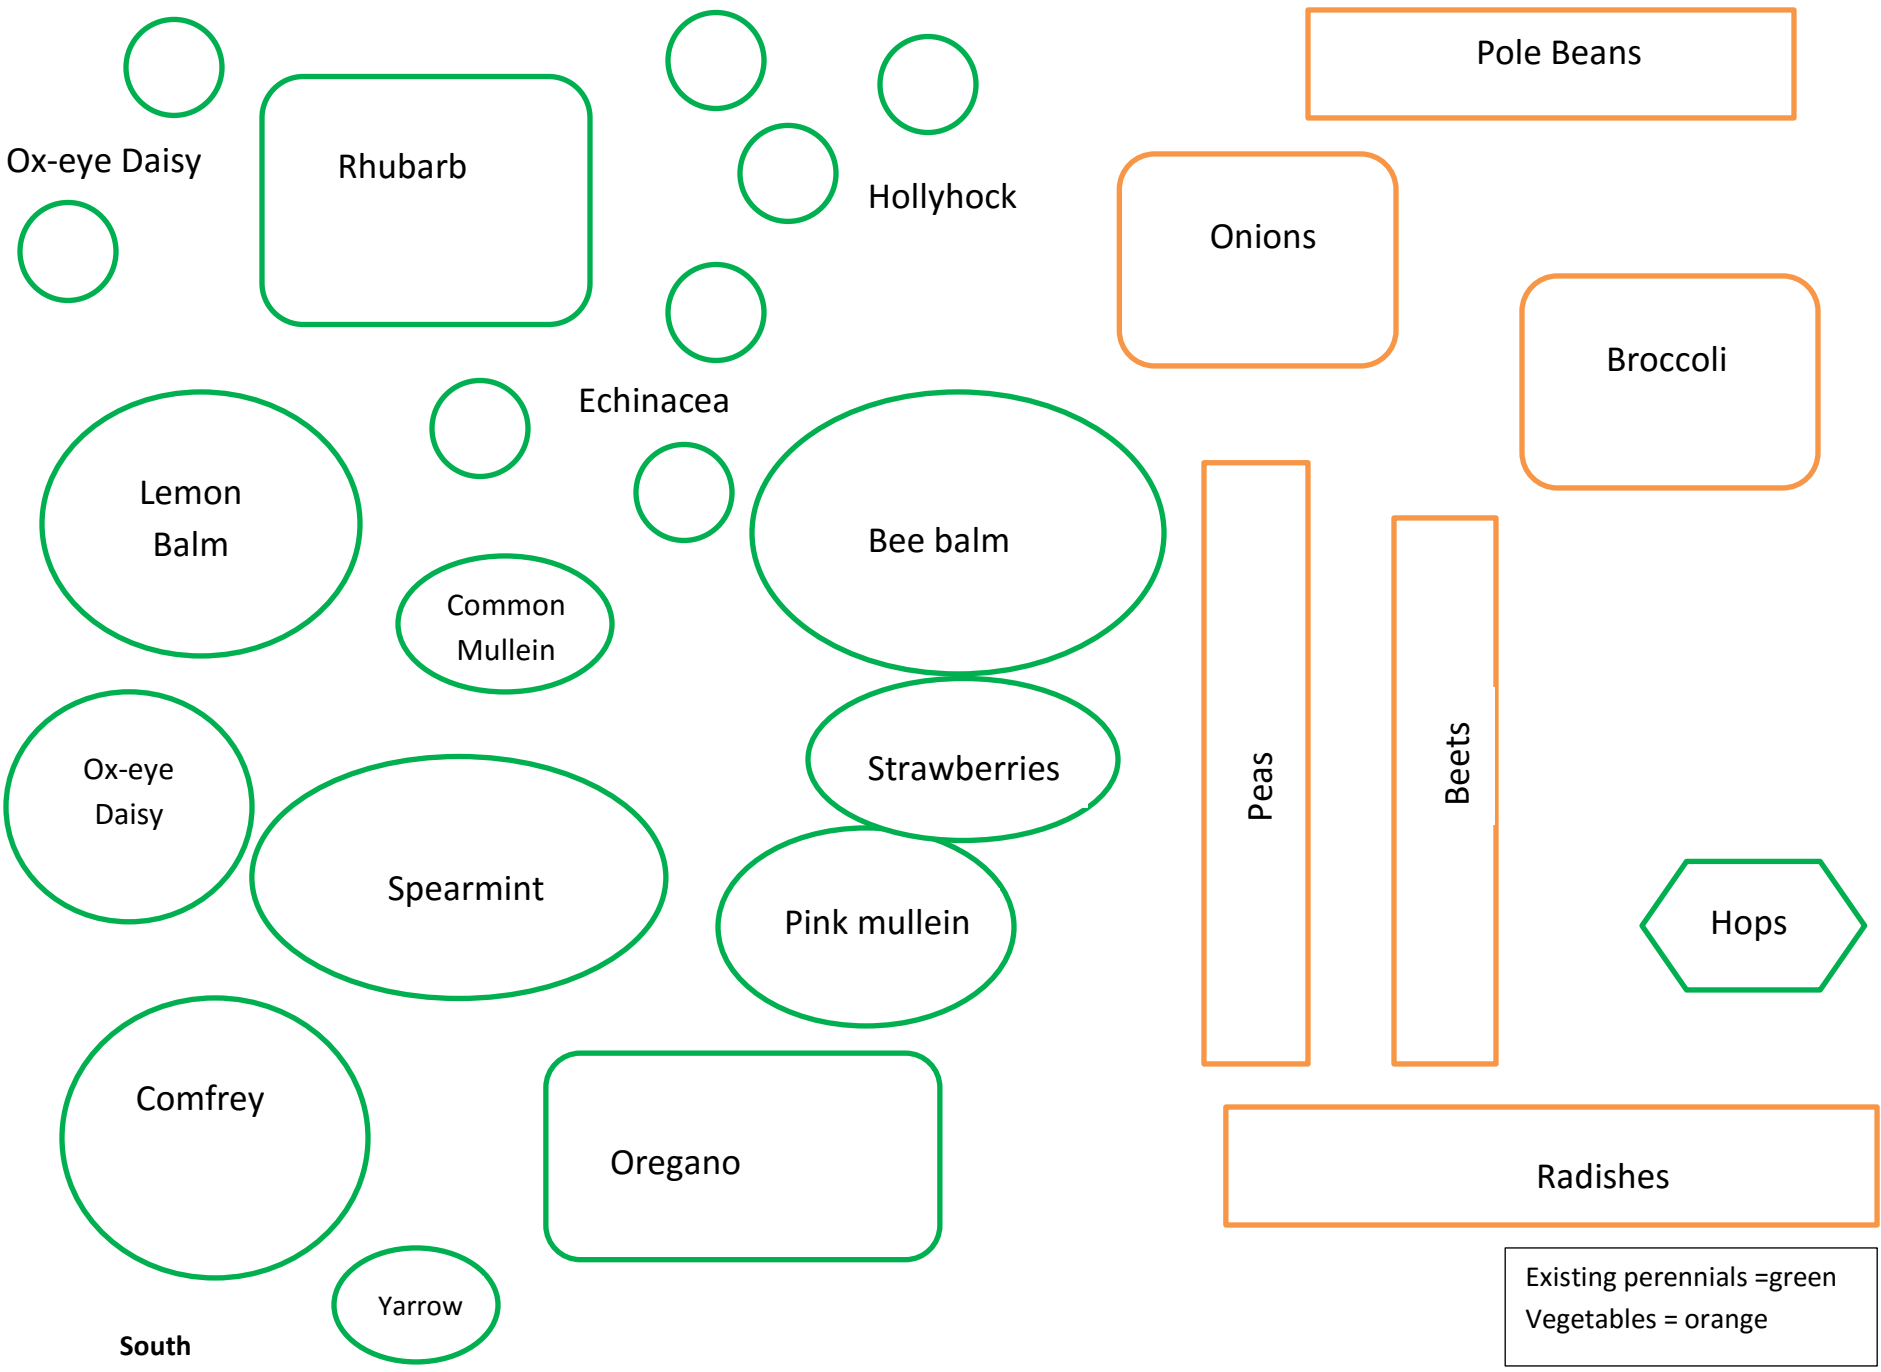 Pole Beans
Ox-eye Daisy
Rhubarb
Hollyhock
Onions
Broccoli
Echinacea
Lemon
Balm
Bee balm
Common
Mullein
Ox-eye
Daisy
Strawberries
Peas
Beets
Spearmint
Pink mullein
Hops
Comfrey
Oregano
Radishes
Yarrow
South
Existing perennials =green
Vegetables = orange